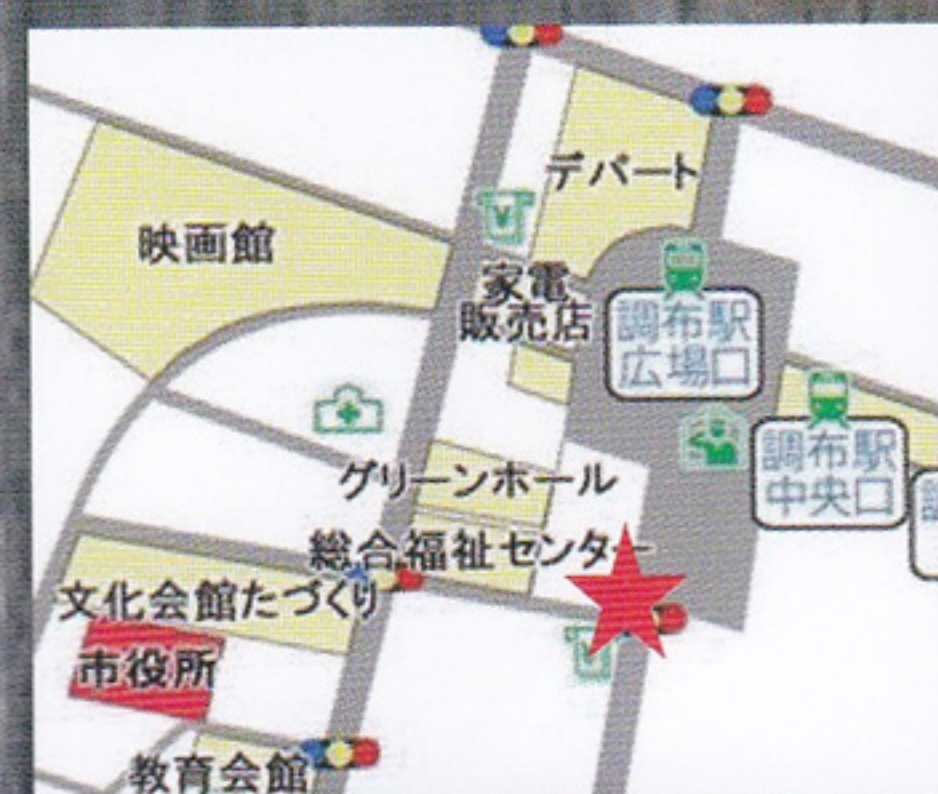 デパート
映画館
家電
販売店
調布駅
広場口
調布駅
中央口
グリーンホール
総合福祉センター
文化会館たづくり
市役所
教育会館